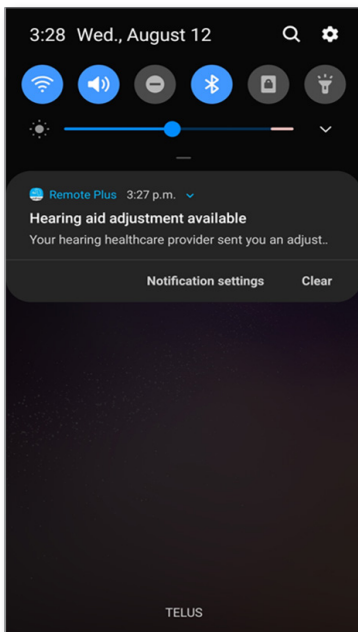 3:28 Wed., August 12
Remote Plus 3:27 p.m.
Hearing aid adjustment available
Your hearing healthcare provider sent you an adjust..
Notification settings Clear
TELUS